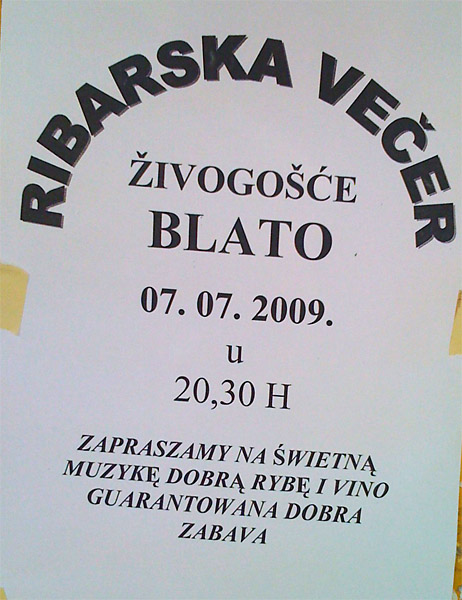 RIBARSKA VEČER
ŽIVOGOŠĆE
BLATO
07. 07. 2009.
u
20,30 H
ZAPRASZAMY NA ŚWIETNĄ
MUZYKĘ DOBRĄ RYBĘ I VINO
GUARANTOWANA DOBRA
ZABAVA